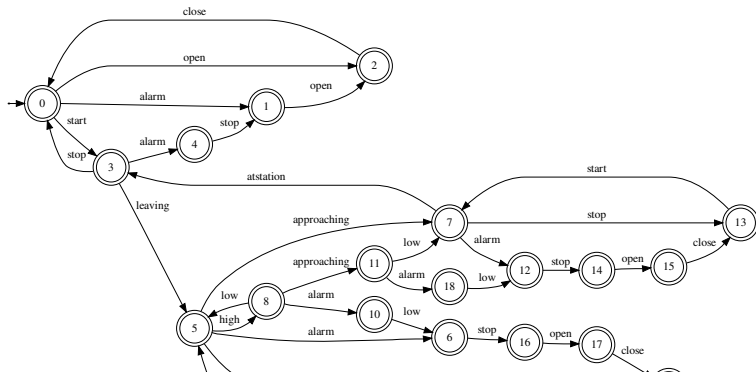 close
open
2
0
alarm
1
open
start
stop
alarm
4
stop
3
atstation
start
leaving
approaching
7
stop
13
low
alarm
approaching
11
close
12
stop
14
open
15
alarm
18
low
low
8
alarm
high
10
low
5
alarm
6
stop
16
open
17
close